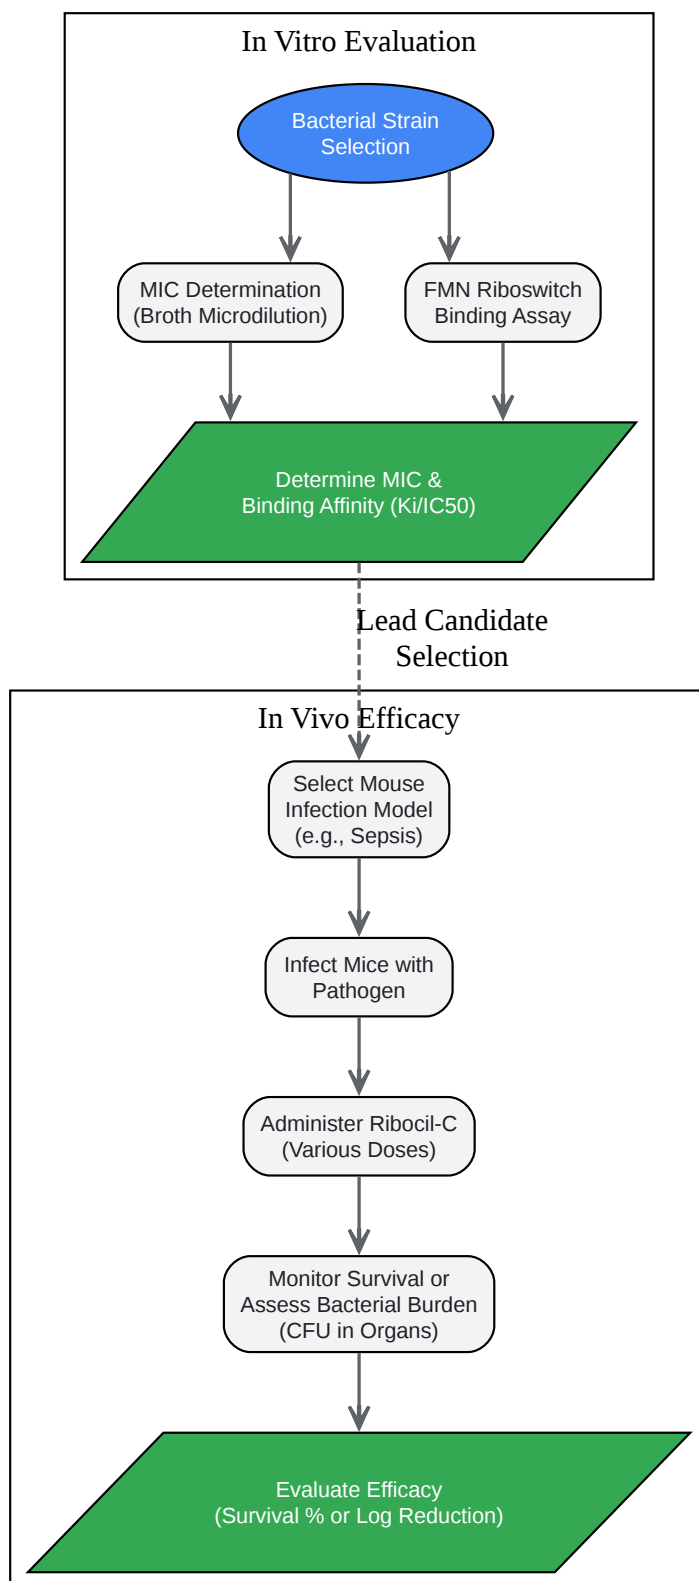 In Vitro Evaluation
Bacterial Strain
Selection
MIC Determination
(Broth Microdilution)
FMN Riboswitch
Binding Assay
Determine MIC &
Binding Affinity (Ki/IC50)
Lead Candidate
Selection
In Vivo Efficacy
Select Mouse
Infection Model
(e.g., Sepsis)
Infect Mice with
Pathogen
Administer Ribocil-C
(Various Doses)
Monitor Survival or
Assess Bacterial Burden
(CFU in Organs)
Evaluate Efficacy
(Survival % or Log Reduction)